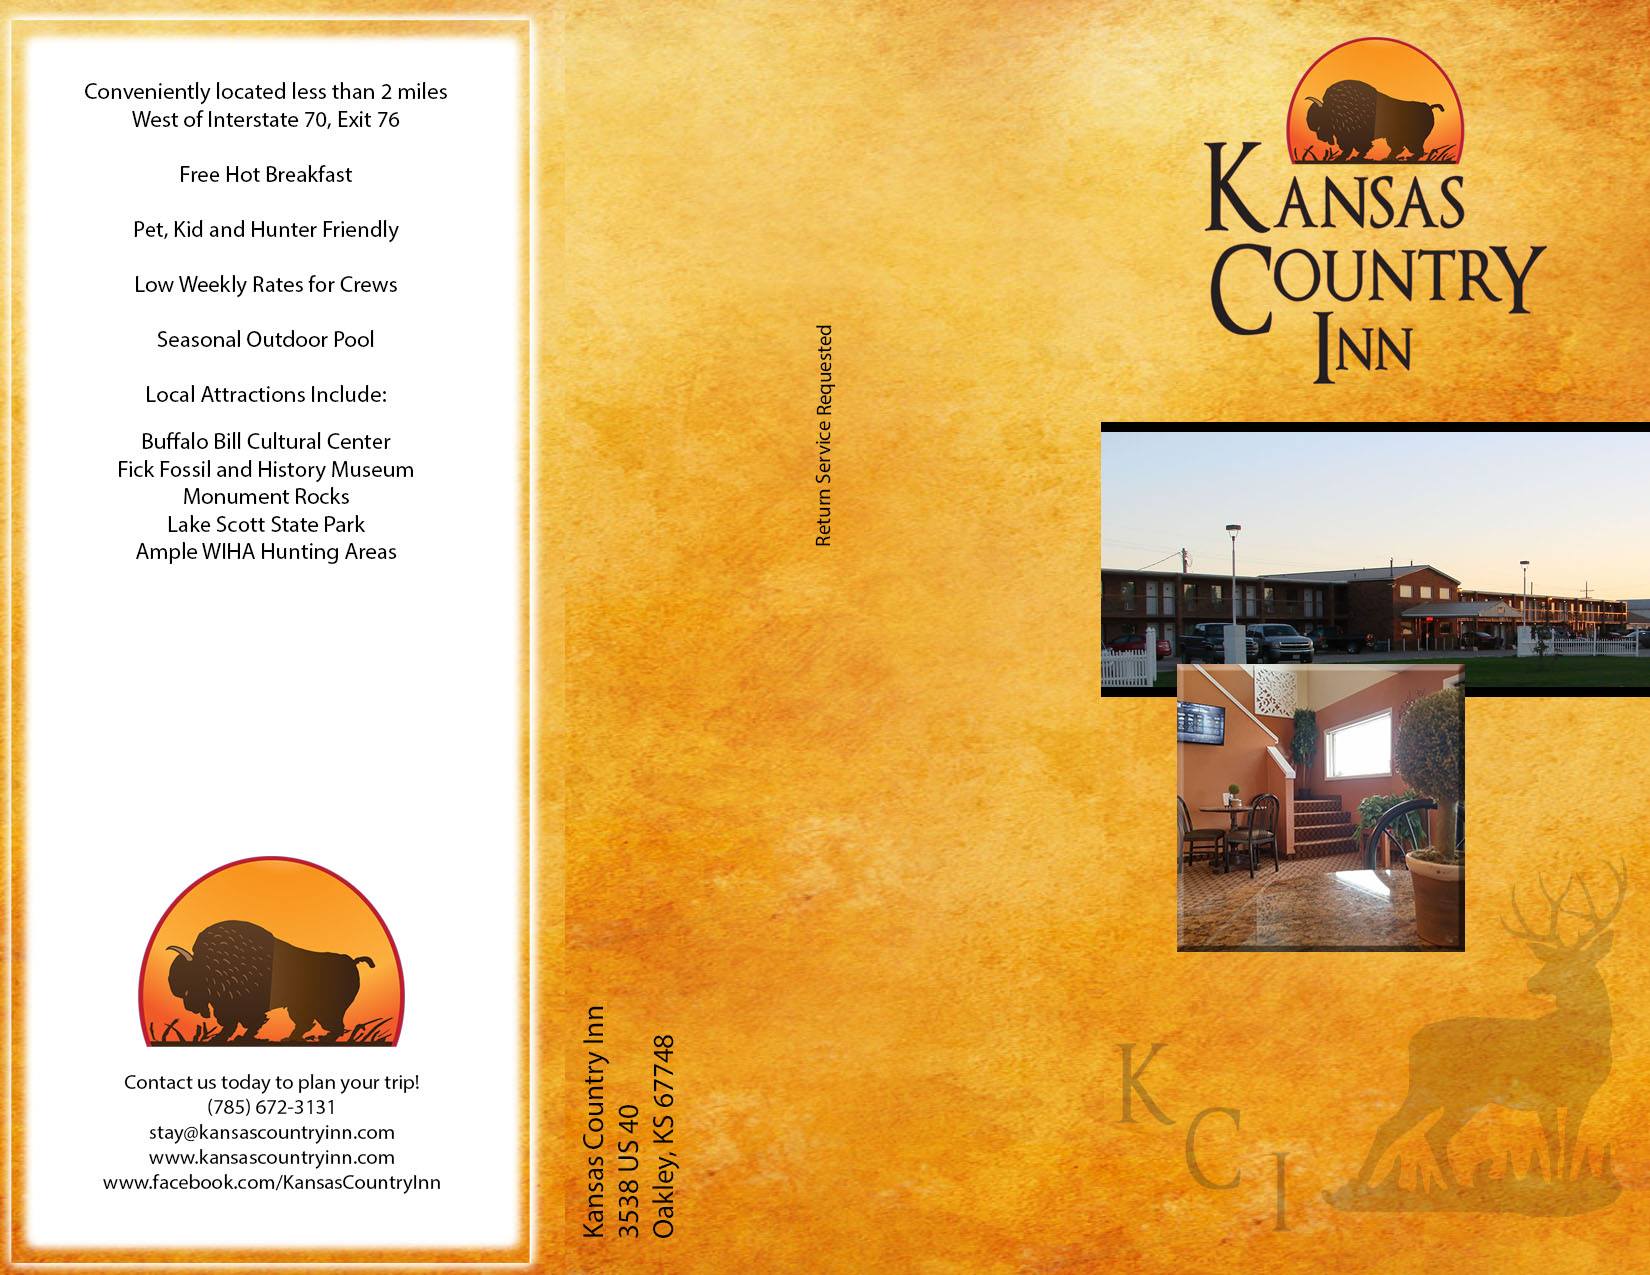 Conveniently located less than 2 miles
West of Interstate 70, Exit 76
Free Hot Breakfast
Pet, Kid and Hunter Friendly
Low Weekly Rates for Crews
Seasonal Outdoor Pool
Local Attractions Include:
Buffalo Bill Cultural Center
Fick Fossil and History Museum
Monument Rocks
Lake Scott State Park
Ample WIHA Hunting Areas
Contact us today to plan your trip!
(785) 672-3131
stay@kansascountryinn.com
www.kansascountryinn.com
www.facebook.com/KansasCountryInn
Return Service Requested
Kansas Country Inn
3538 US 40
Oakley, KS 67748
KANSAS
COUNTRY
INN
K
C
I